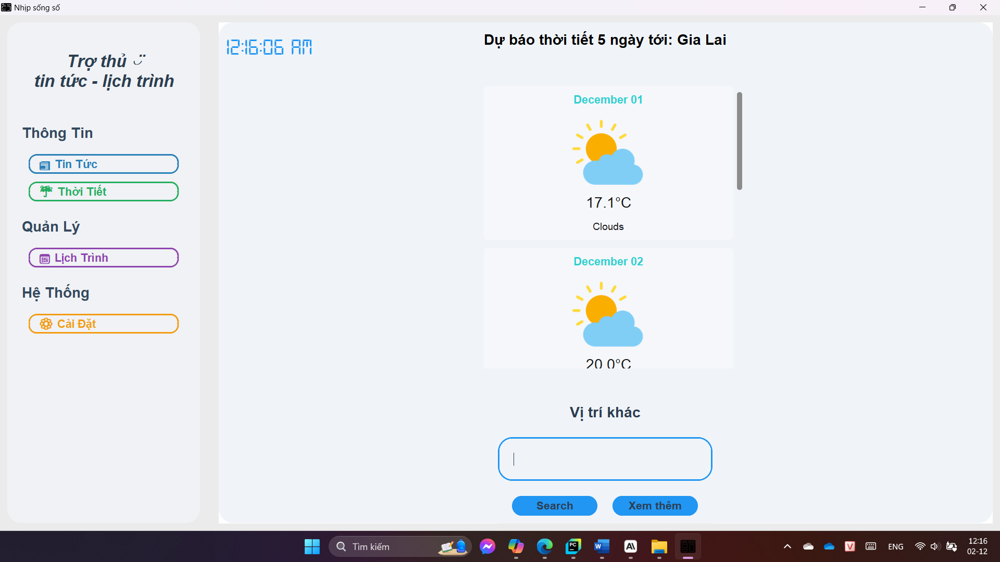 Nhịp sống số
Trợ thủ
tin tức - lịch trình
Thông Tin
Tin Tức
Thời Tiết
Quản Lý
Lịch Trình
Hệ Thống
Cài Đặt
12:16:06 AM
Dự báo thời tiết 5 ngày tới: Gia Lai
December 01
17.1°C
Clouds
December 02
20.0°C
Vị trí khác
Search
Xem thêm
Tìm kiếm
PC
W
V
ENG
12:16
02-12